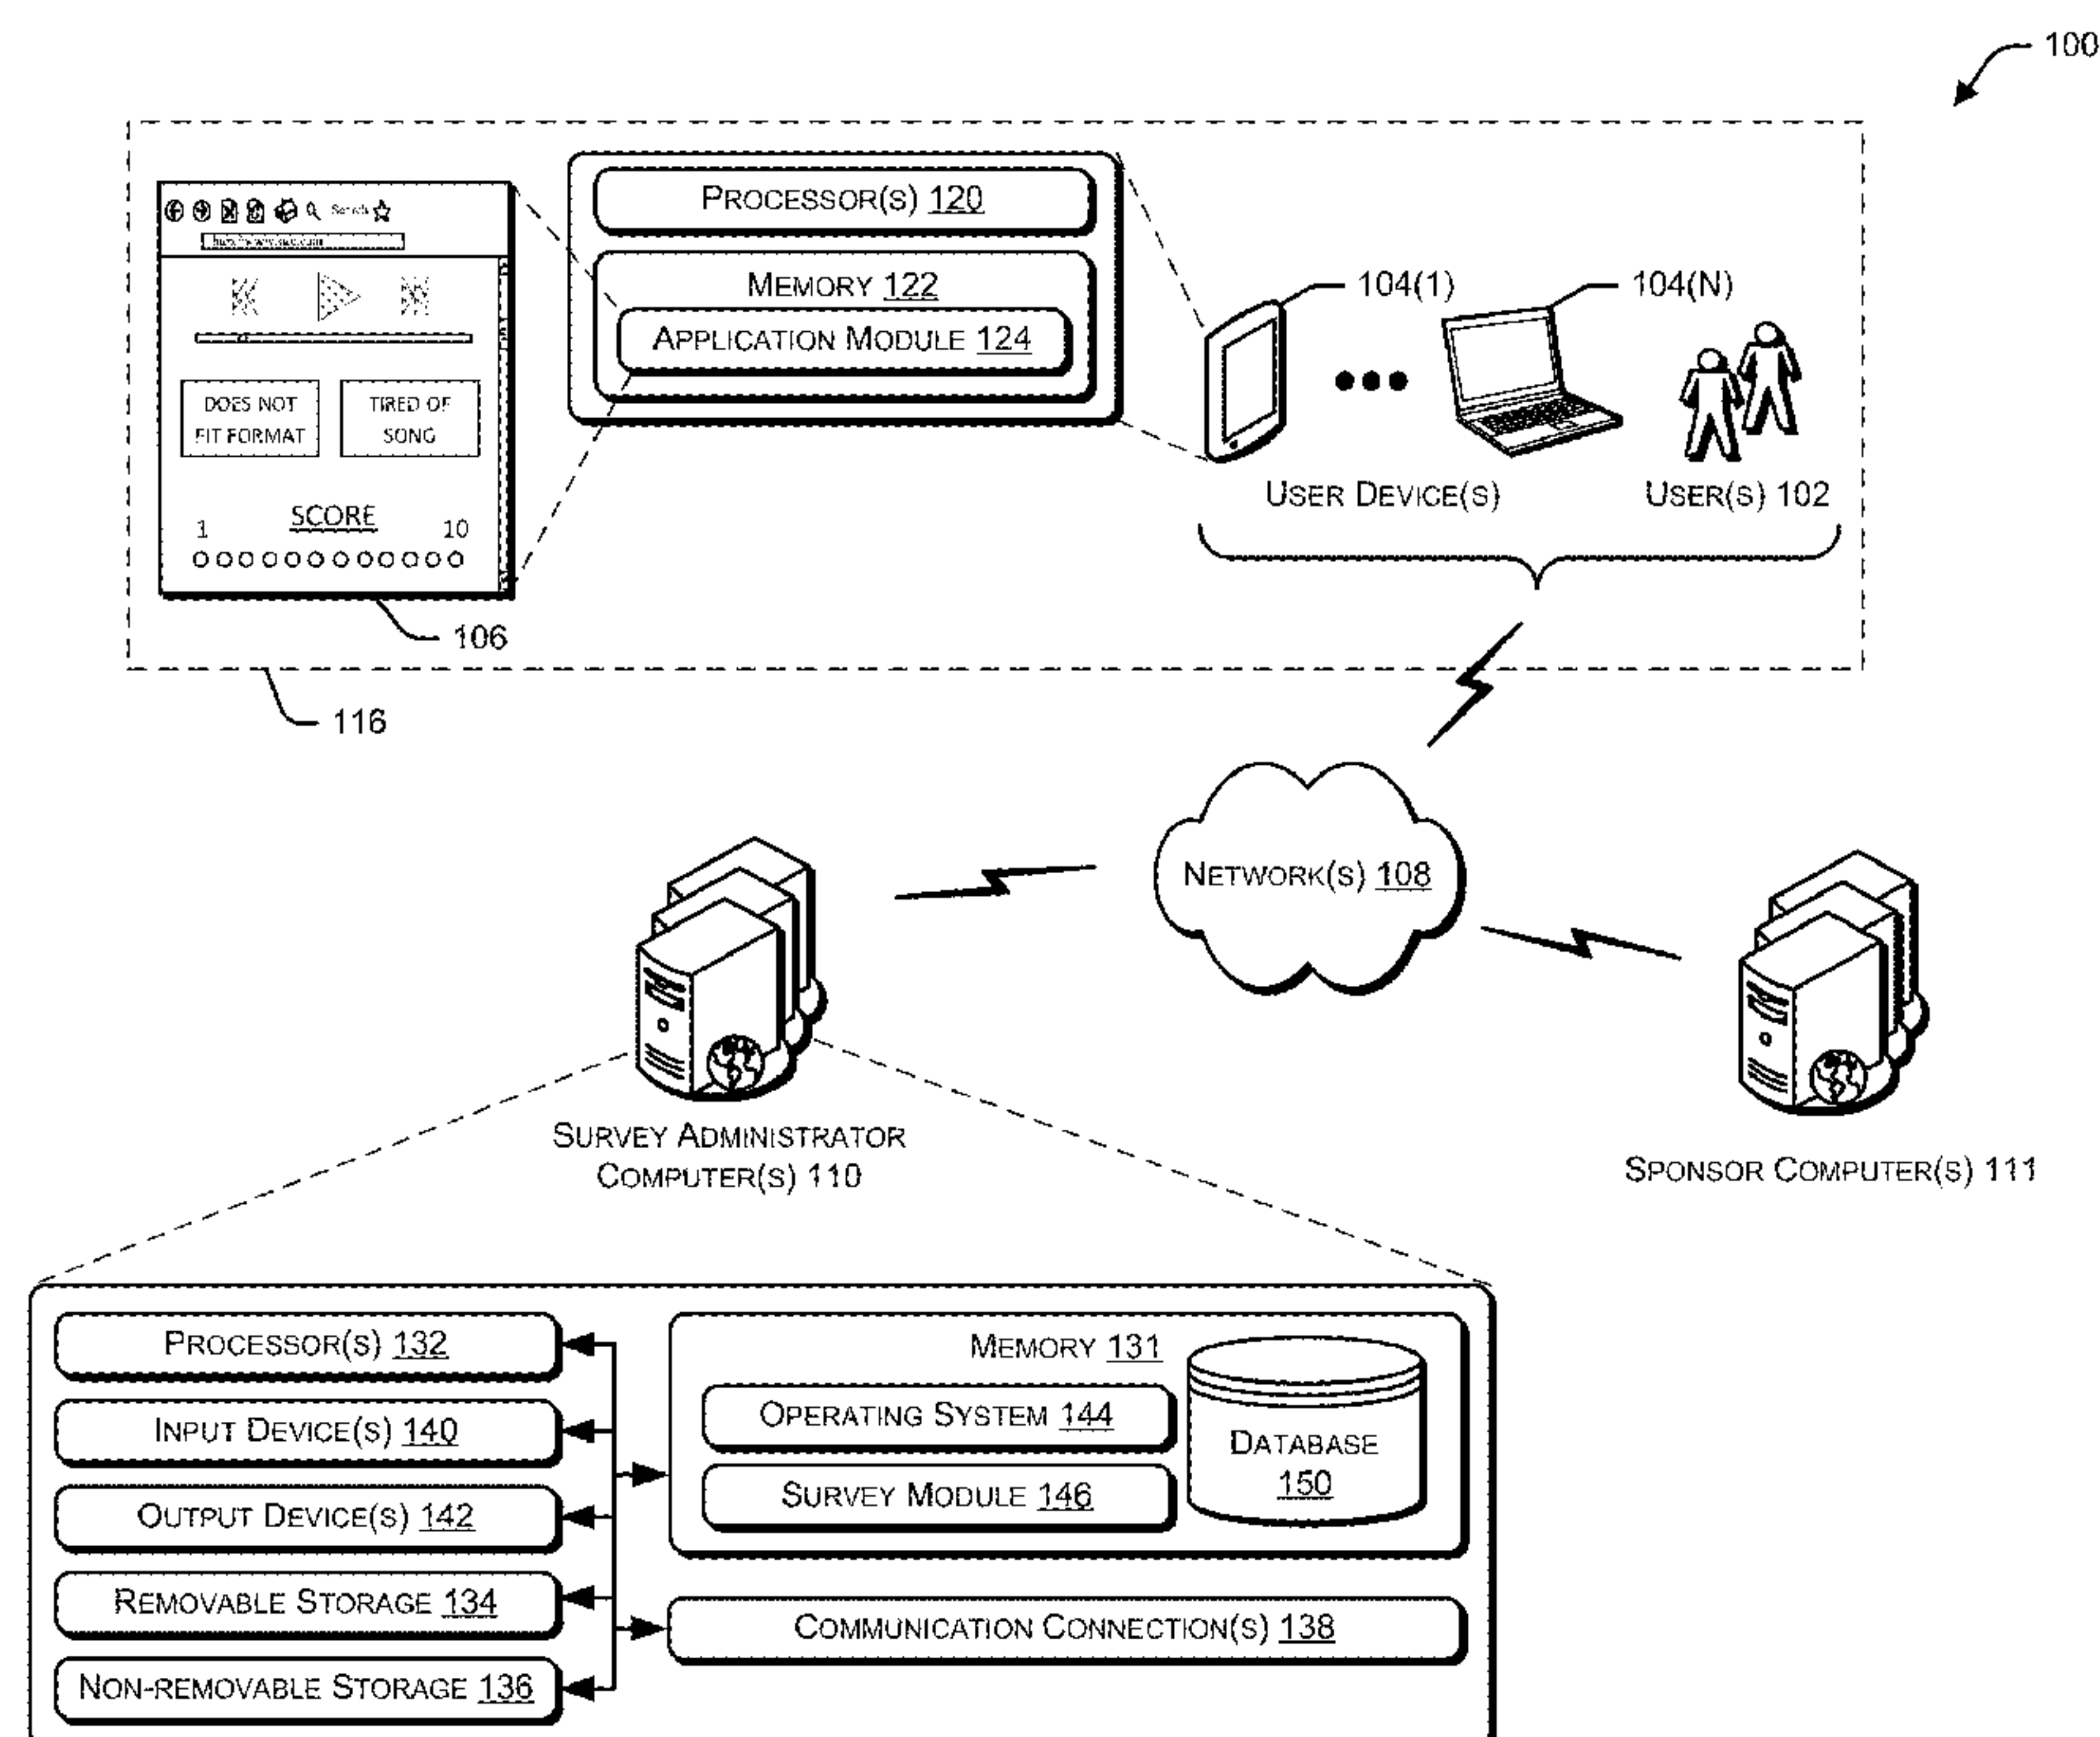 100
PROCESSOR(S) 120
Search
MEMORY 122
APPLICATION MODULE 124
104(1)
104(N)
DOES NOT
FIT FORMAT
TIRED OF
SONG
USER DEVICE(S)
USER(S) 102
SCORE
1
10
106
116
NETWORK(S) 108
SURVEY ADMINISTRATOR
COMPUTER(S) 110
SPONSOR COMPUTER(S) 111
PROCESSOR(S) 132
INPUT DEVICE(S) 140
OUTPUT DEVICE(S) 142
REMOVABLE STORAGE 134
NON-REMOVABLE STORAGE 136
MEMORY 131
OPERATING SYSTEM 144
SURVEY MODULE 146
DATABASE
150
COMMUNICATION CONNECTION(S) 138